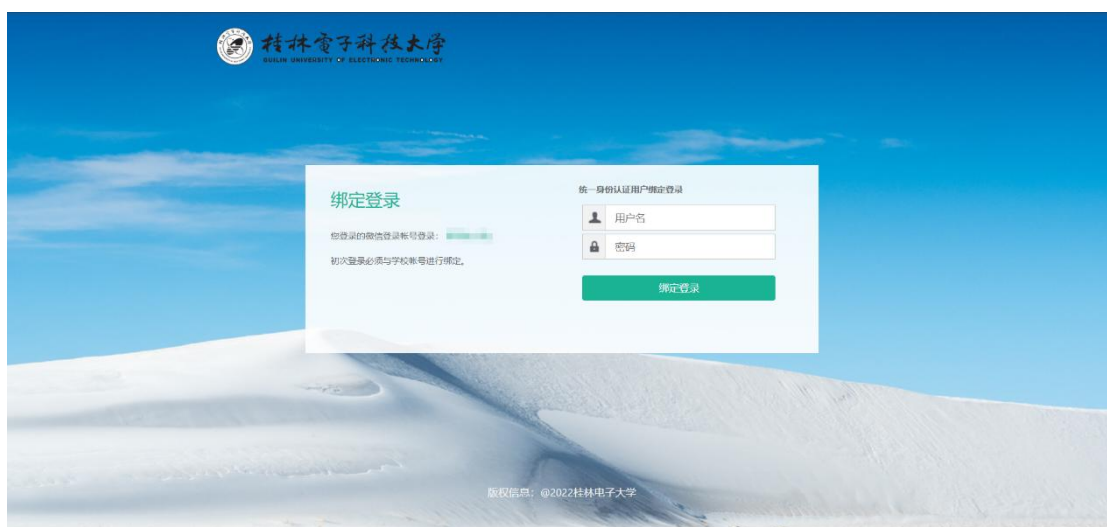 桂林電子科技大学
GUILIN UNIVERSITY OF ELECTRONIC TECHNOLOGY
绑定登录
您登录的微信登录帐号登录：
初次登录必须与学校帐号进行绑定。
统一身份认证用户绑定登录
用户名
密码
绑定登录
版权信息：@2022桂林电子大学